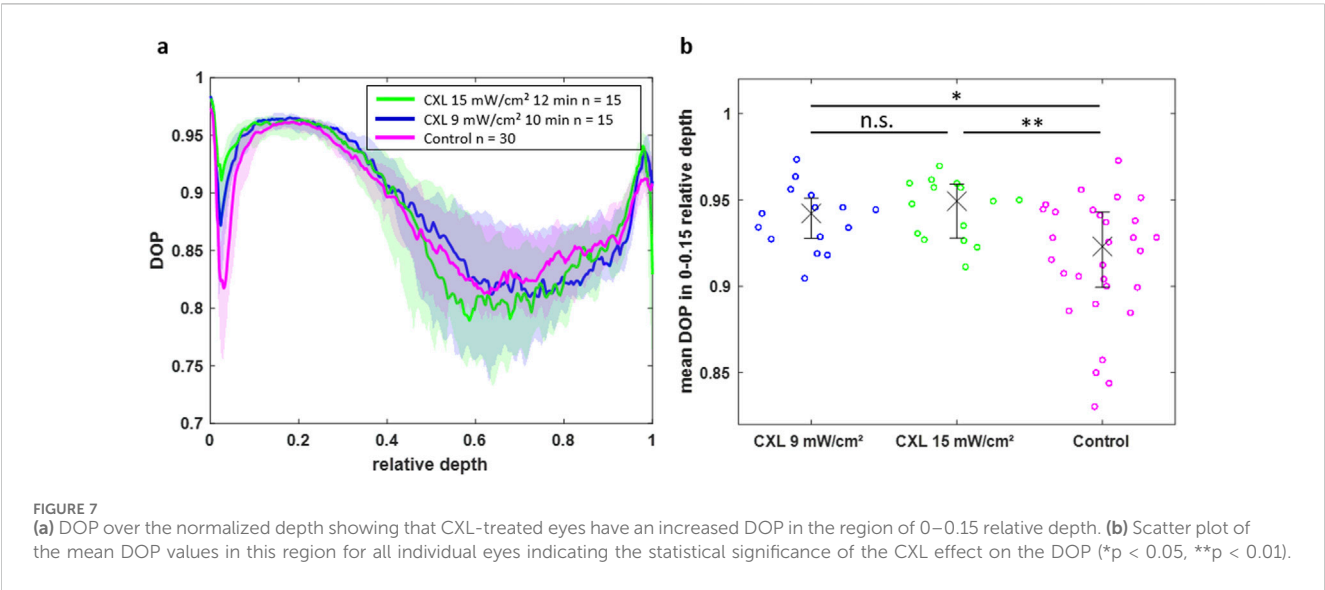 a
DOP
1
0.95
0.9
0.85
0.8
0.75
0.7
0
0.2
0.4
0.6
0.8
1
relative depth
CXL 15 mW/cm² 12 min n = 15
CXL 9 mW/cm² 10 min n = 15
Control n = 30
b
mean DOP in 0-0.15 relative depth
1
0.95
0.9
0.85
*
n.s.
**
CXL 9 mW/cm²
CXL 15 mW/cm²
Control
FIGURE 7
(a) DOP over the normalized depth showing that CXL-treated eyes have an increased DOP in the region of 0–0.15 relative depth. (b) Scatter plot of
the mean DOP values in this region for all individual eyes indicating the statistical significance of the CXL effect on the DOP (*p < 0.05, **p < 0.01).